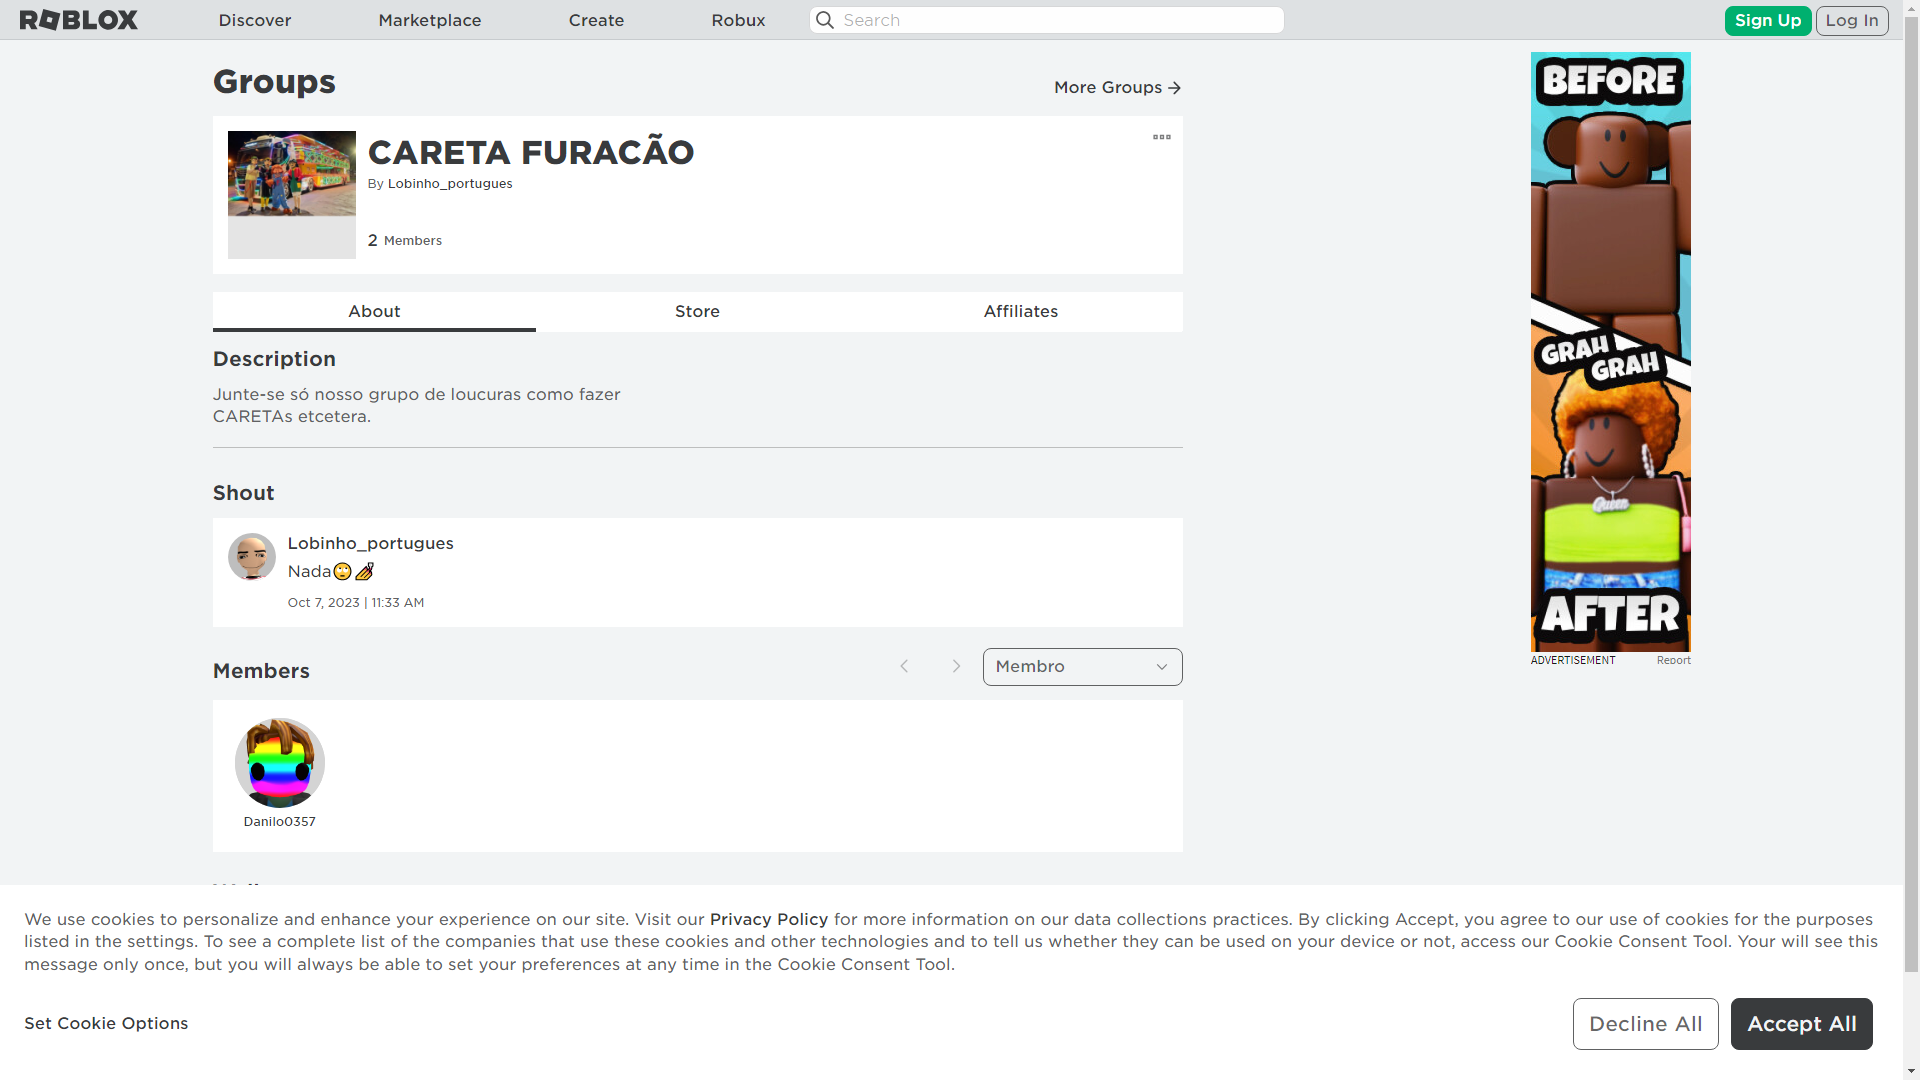 ROBLOX
Discover
Marketplace
Create
Robux
Search
Sign Up
Log In
Groups
More Groups
CARETA FURACÃO
By Lobinho_portugues
2 Members
About
Store
Affiliates
Description
Junte-se só nosso grupo de loucuras como fazer
CARETAs etcetera.
Shout
Lobinho_portugues
Nada🙄💅
Oct 7, 2023 | 11:33 AM
Members
Membro
Danilo0357
BEFORE
GRAH
GRAH
Queen
AFTER
ADVERTISEMENT
Report
We use cookies to personalize and enhance your experience on our site. Visit our Privacy Policy for more information on our data collections practices. By clicking Accept, you agree to our use of cookies for the purposes
listed in the settings. To see a complete list of the companies that use these cookies and other technologies and to tell us whether they can be used on your device or not, access our Cookie Consent Tool. Your will see this
message only once, but you will always be able to set your preferences at any time in the Cookie Consent Tool.
Set Cookie Options
Decline All
Accept All